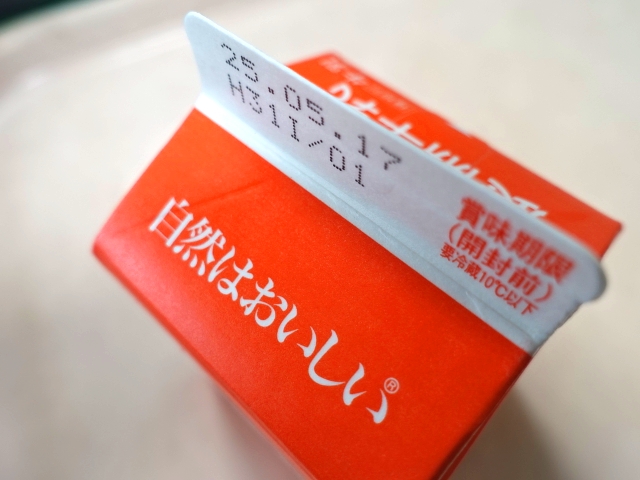 25.05.17
H31I/01
賞味期限
(開封前)
要冷蔵10℃以下
自然はおいしい®